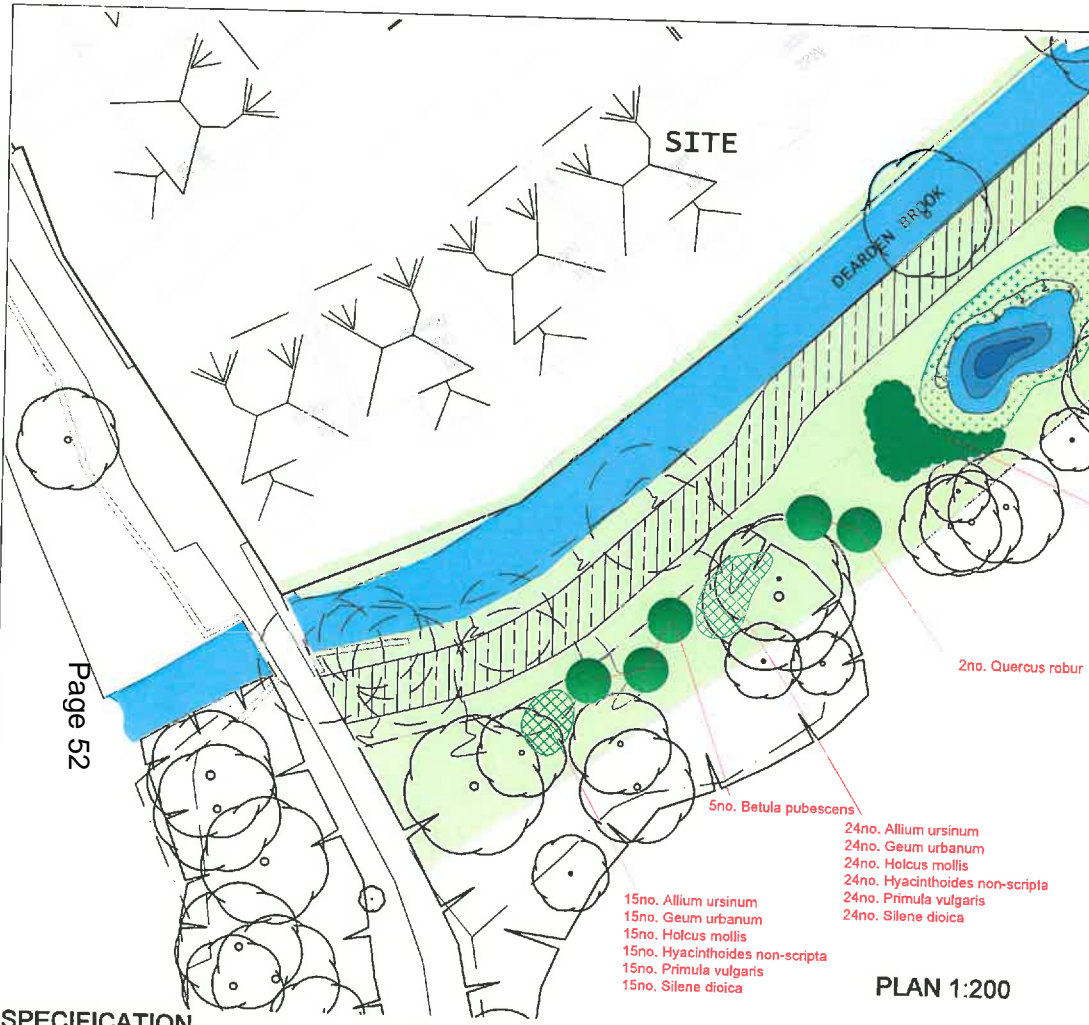 SITE
DEARDEN BROOK
2no. Quercus robur
Page 52
5no. Betula pubescens
24no. Allium ursinum
24no. Geum urbanum
24no. Holcus mollis
24no. Hyacinthoides non-scripta
24no. Primula vulgaris
24no. Silene dioica
15no. Allium ursinum
15no. Geum urbanum
15no. Holcus mollis
15no. Hyacinthoides non-scripta
15no. Primula vulgaris
15no. Silene dioica
PLAN 1:200
SPECIFICATION